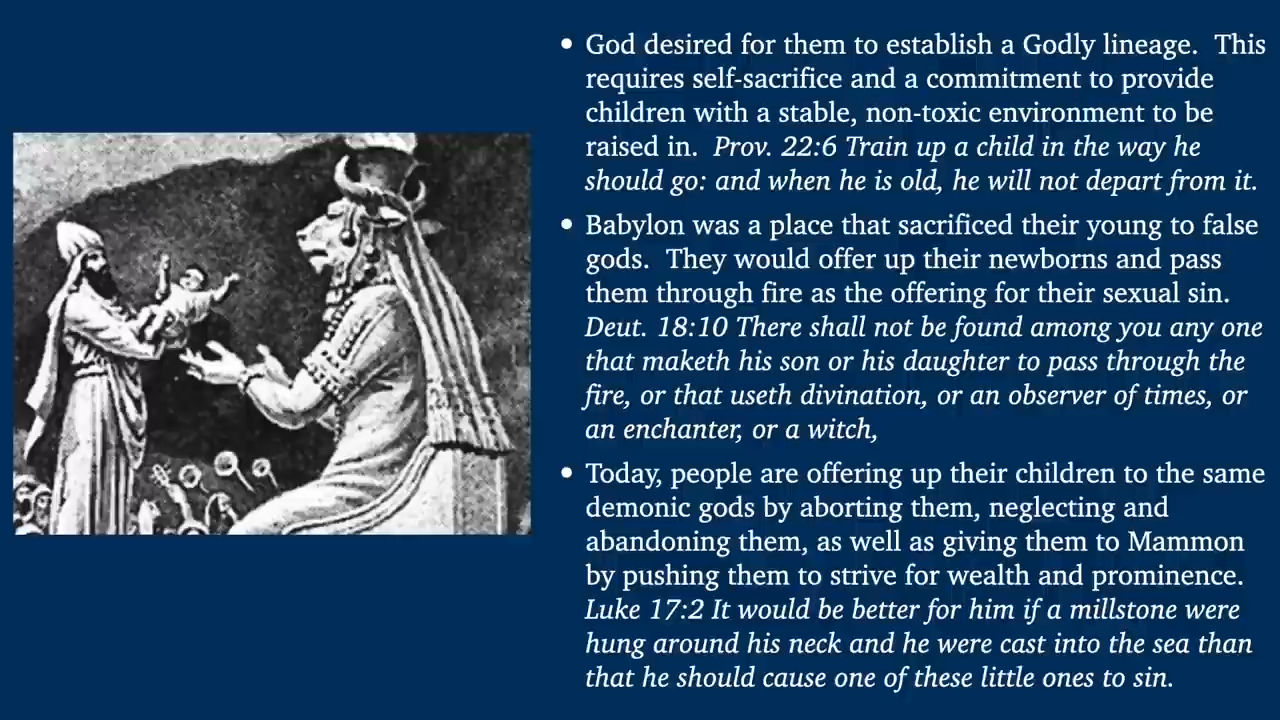 • God desired for them to establish a Godly lineage.  This
requires self-sacrifice and a commitment to provide
children with a stable, non-toxic environment to be
raised in.  Prov. 22:6 Train up a child in the way he
should go: and when he is old, he will not depart from it.
• Babylon was a place that sacrificed their young to false
gods.  They would offer up their newborns and pass
them through fire as the offering for their sexual sin.
Deut. 18:10 There shall not be found among you any one
that maketh his son or his daughter to pass through the
fire, or that useth divination, or an observer of times, or
an enchanter, or a witch,
• Today, people are offering up their children to the same
demonic gods by aborting them, neglecting and
abandoning them, as well as giving them to Mammon
by pushing them to strive for wealth and prominence.
Luke 17:2 It would be better for him if a millstone were
hung around his neck and he were cast into the sea than
that he should cause one of these little ones to sin.